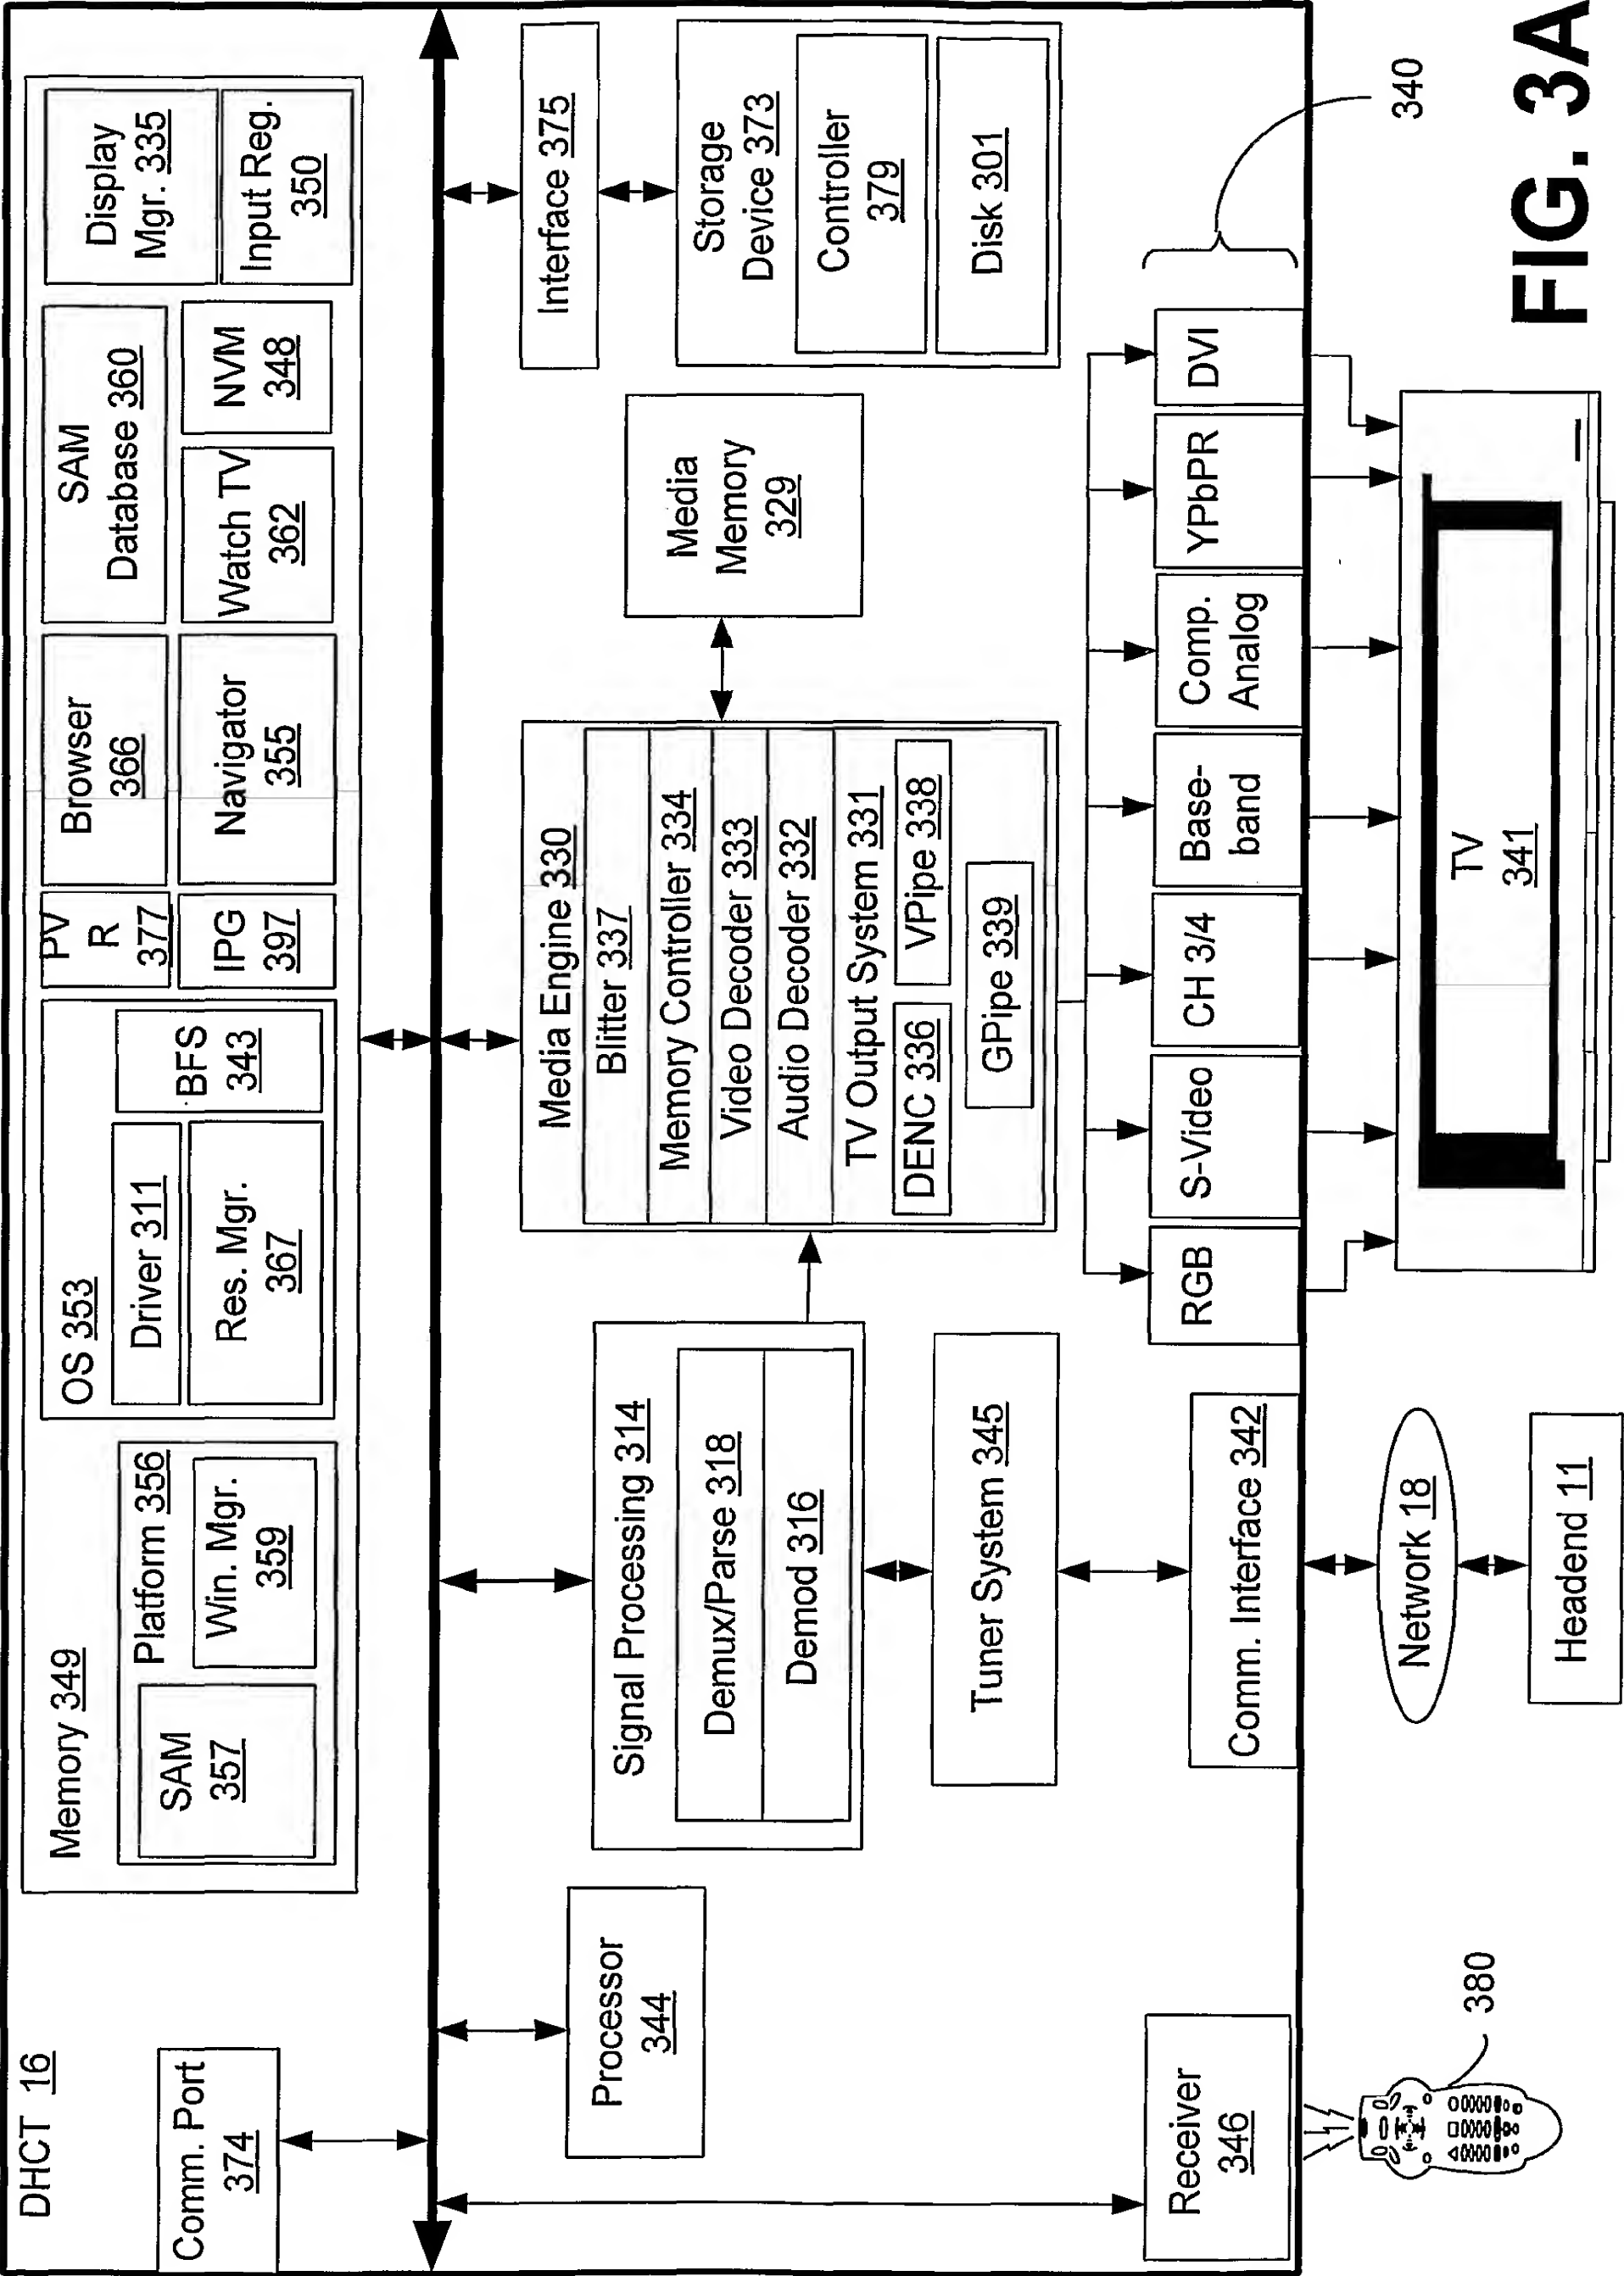 DHCT 16
Comm. Port
374
Memory 349
SAM
357
Platform 356
Win. Mgr.
359
OS 353
Driver 311
Res. Mgr.
367
BFS
343
PV
R
377
IPG
397
Browser
366
Navigator
355
SAM
Database 360
Watch TV
362
NVM
348
Display
Mgr. 335
Input Reg.
350
Processor
344
Signal Processing 314
Demux/Parse 318
Demod 316
Tuner System 345
Comm. Interface 342
Media Engine 330
Blitter 337
Memory Controller 334
Video Decoder 333
Audio Decoder 332
TV Output System 331
DENC 336
VPipe 338
GPipe 339
Media
Memory
329
Interface 375
Storage
Device 373
Controller
379
Disk 301
Receiver
346
RGB
S-Video
CH 3/4
Base-
band
Comp.
Analog
YPbPR
DVI
340
380
Network 18
Headend 11
TV
341
FIG. 3A